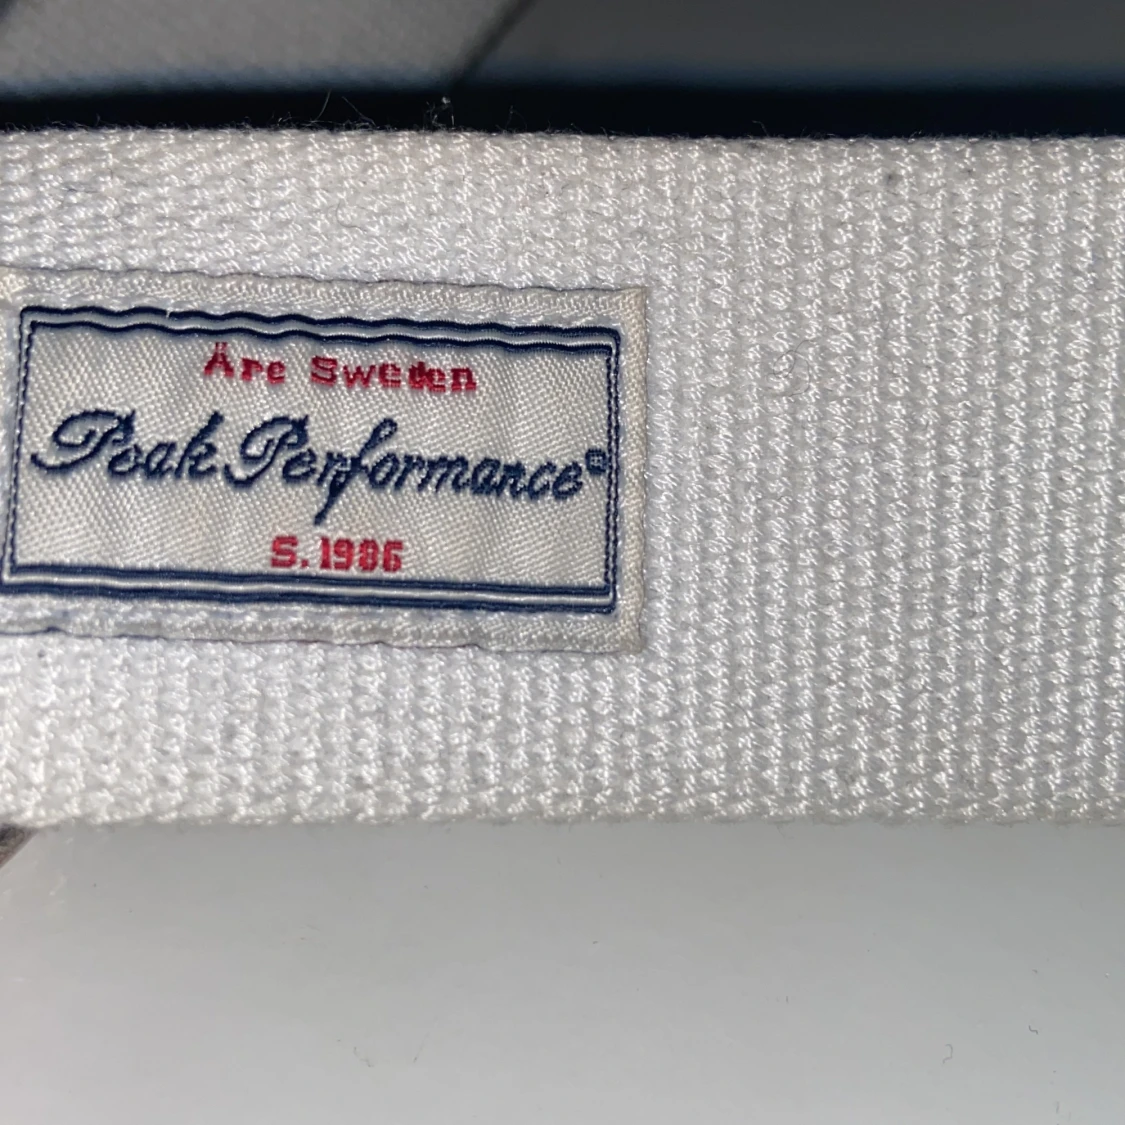 Åre Sweden
Peak Performance®
S. 1986